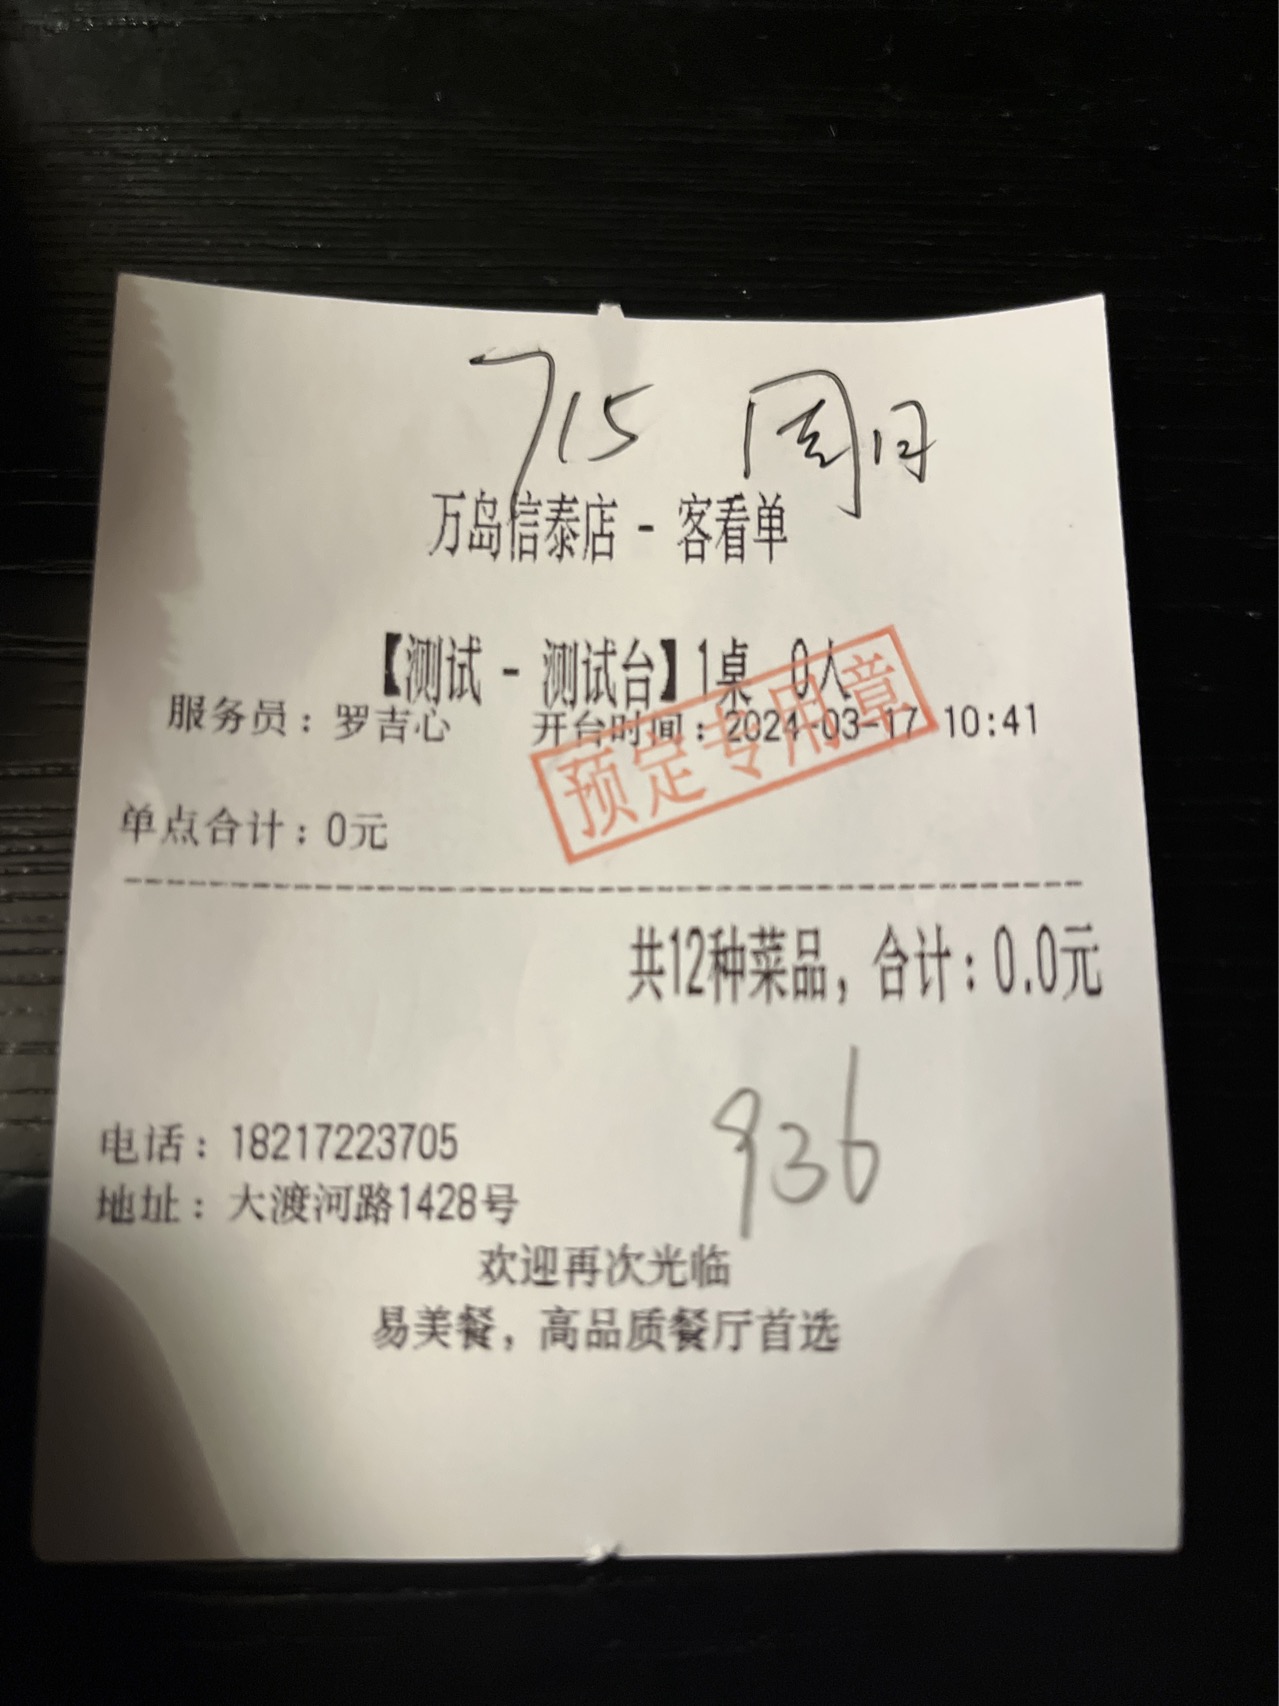 715 周日
万岛信泰店 - 客看单
【测试 - 测试台】1桌 0人
服务员：罗吉心 开台时间：2024-03-17 10:41
预定专用章
单点合计：0元
共12种菜品，合计：0.0元
936
电话：18217223705
地址：大渡河路1428号
欢迎再次光临
易美餐，高品质餐厅首选